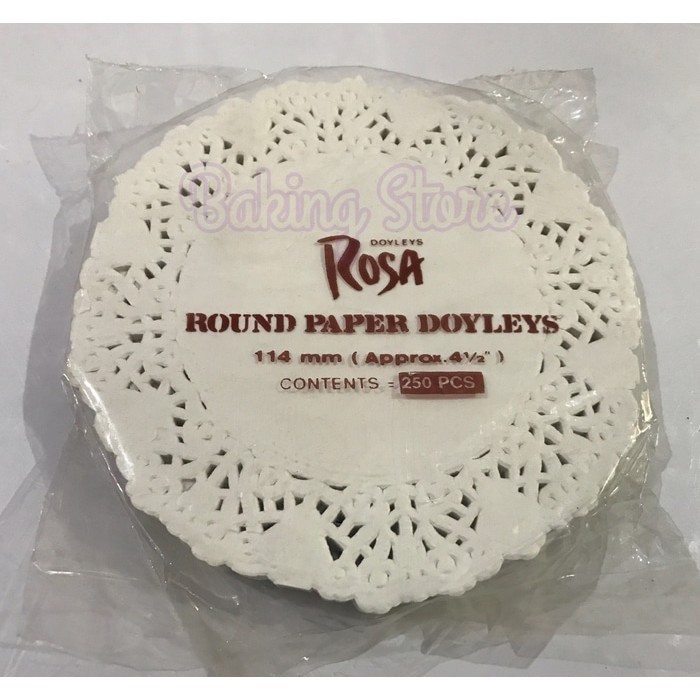 Baking Store
DOYLEYS
ROSA
ROUND PAPER DOYLEYS
114 mm ( Approx. 4½" )
CONTENTS = 250 PCS